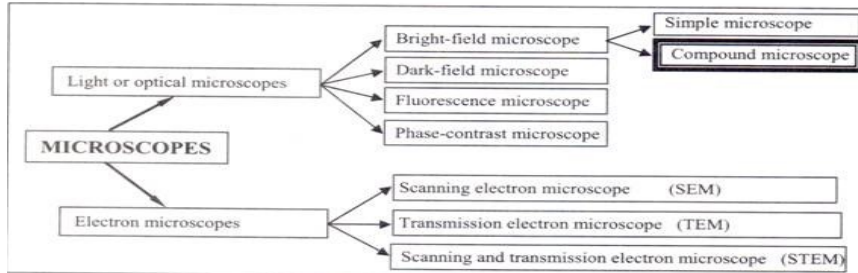 Simple microscope
Bright-field microscope
Compound microscope
Light or optical microscopes
Dark-field microscope
Fluorescence microscope
Phase-contrast microscope
MICROSCOPES
Scanning electron microscope (SEM)
Electron microscopes
Transmission electron microscope (TEM)
Scanning and transmission electron microscope (STEM)